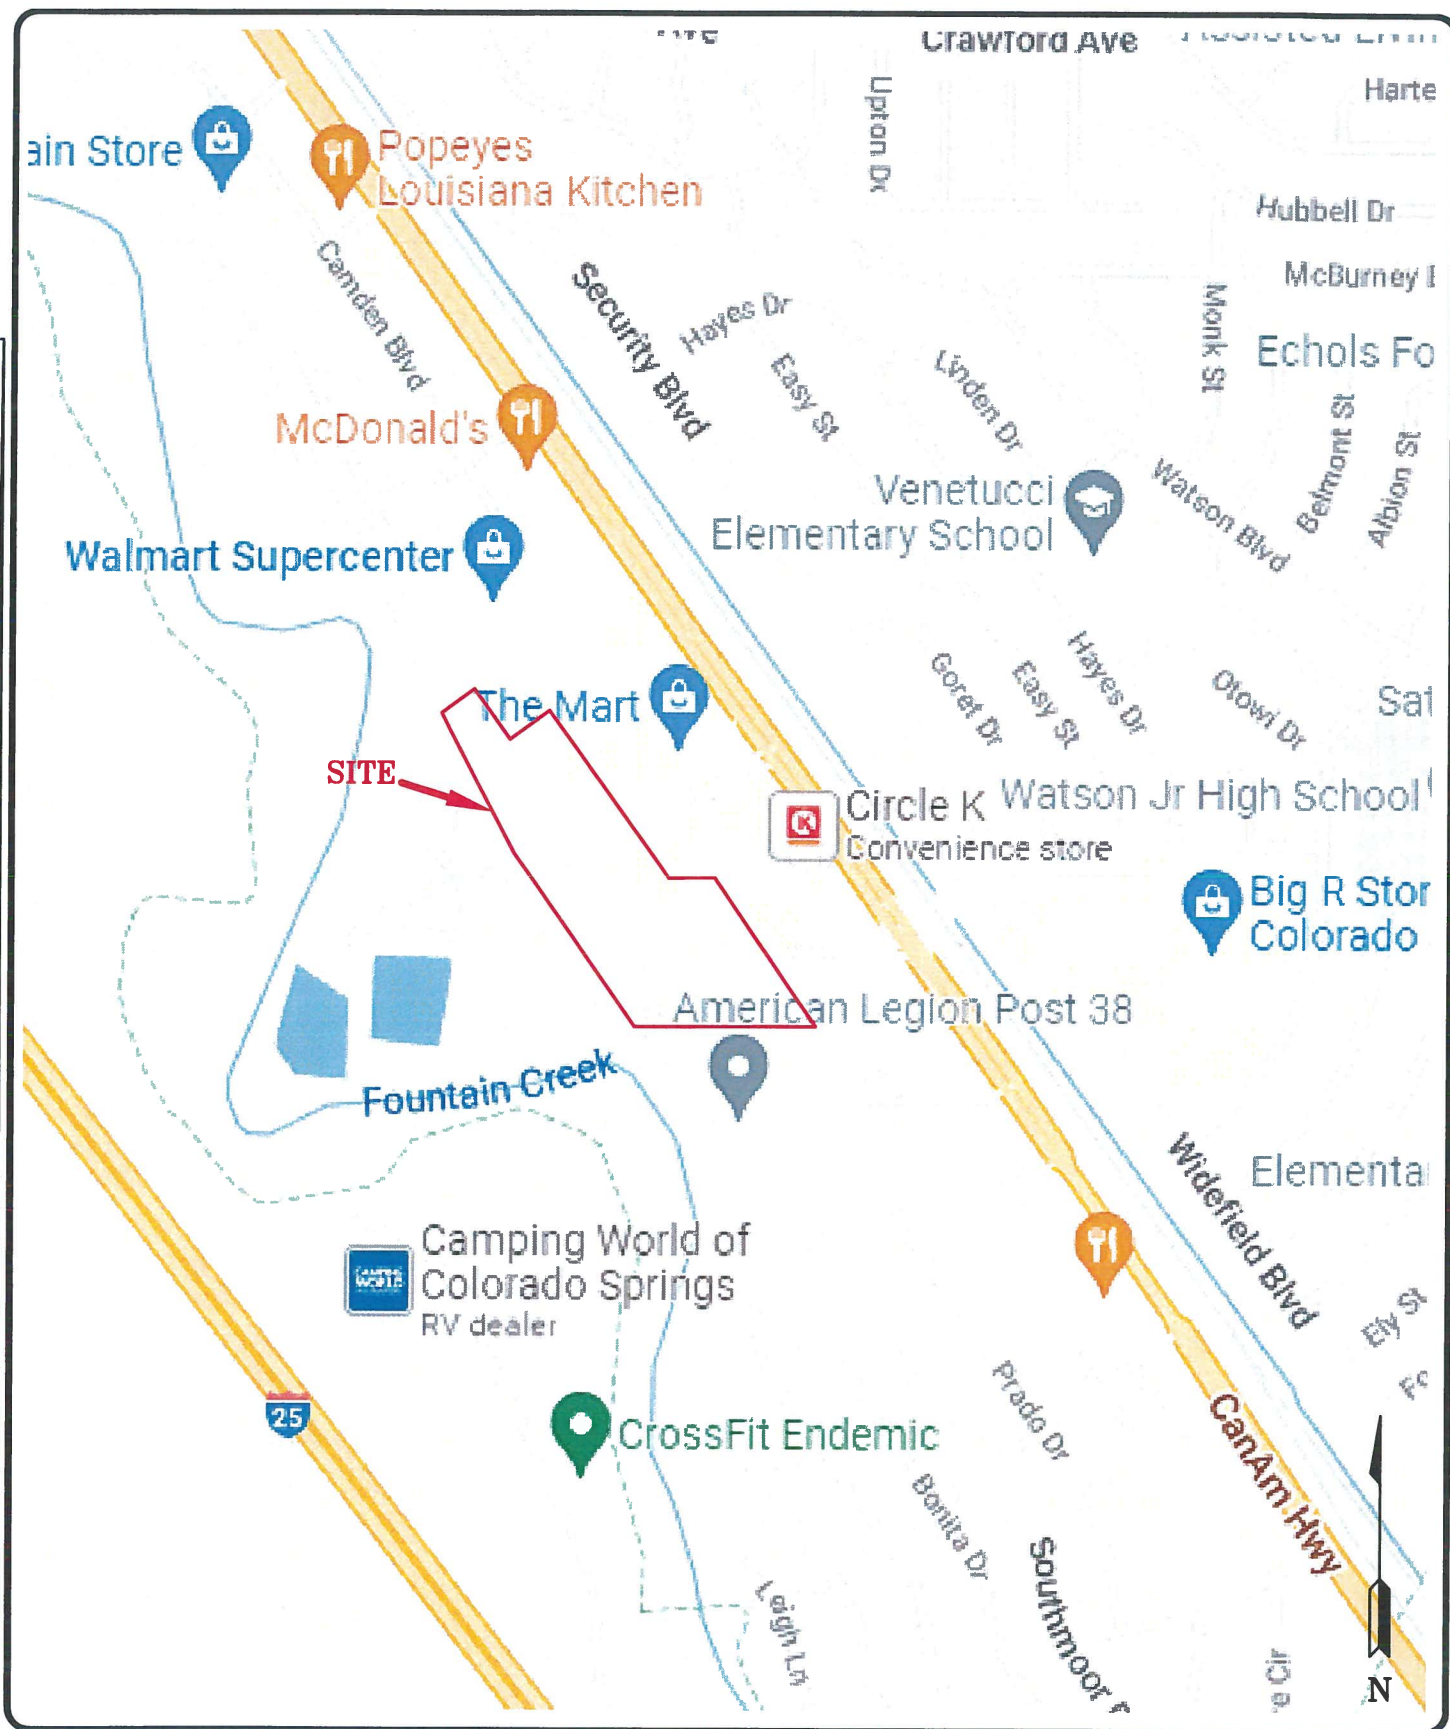 Crawford Ave
Harte
Upton Dr
ain Store
Popeyes
Louisiana Kitchen
Hubbell Dr
Camden Blvd
Security Blvd
Hayes Dr
McBurney
Monk St
Echols Fo
Easy St
Linden Dr
McDonald's
Belmont St
Albion St
Venetucci
Elementary School
Watson Blvd
Walmart Supercenter
Goret Dr
Easy St
Hayes Dr
Otowi Dr
The Mart
Sat
SITE
Circle K
Convenience store
Watson Jr High School
Big R Stor
Colorado
American Legion Post 38
Fountain Creek
Widefield Blvd
Elementa
Camping World of
Colorado Springs
RV dealer
CAMPING
WORLD
Ely St
25
CrossFit Endemic
Prado Dr
CanAm Hwy
Bonita Dr
Southmoor
Leigh Ln
e Cir
N